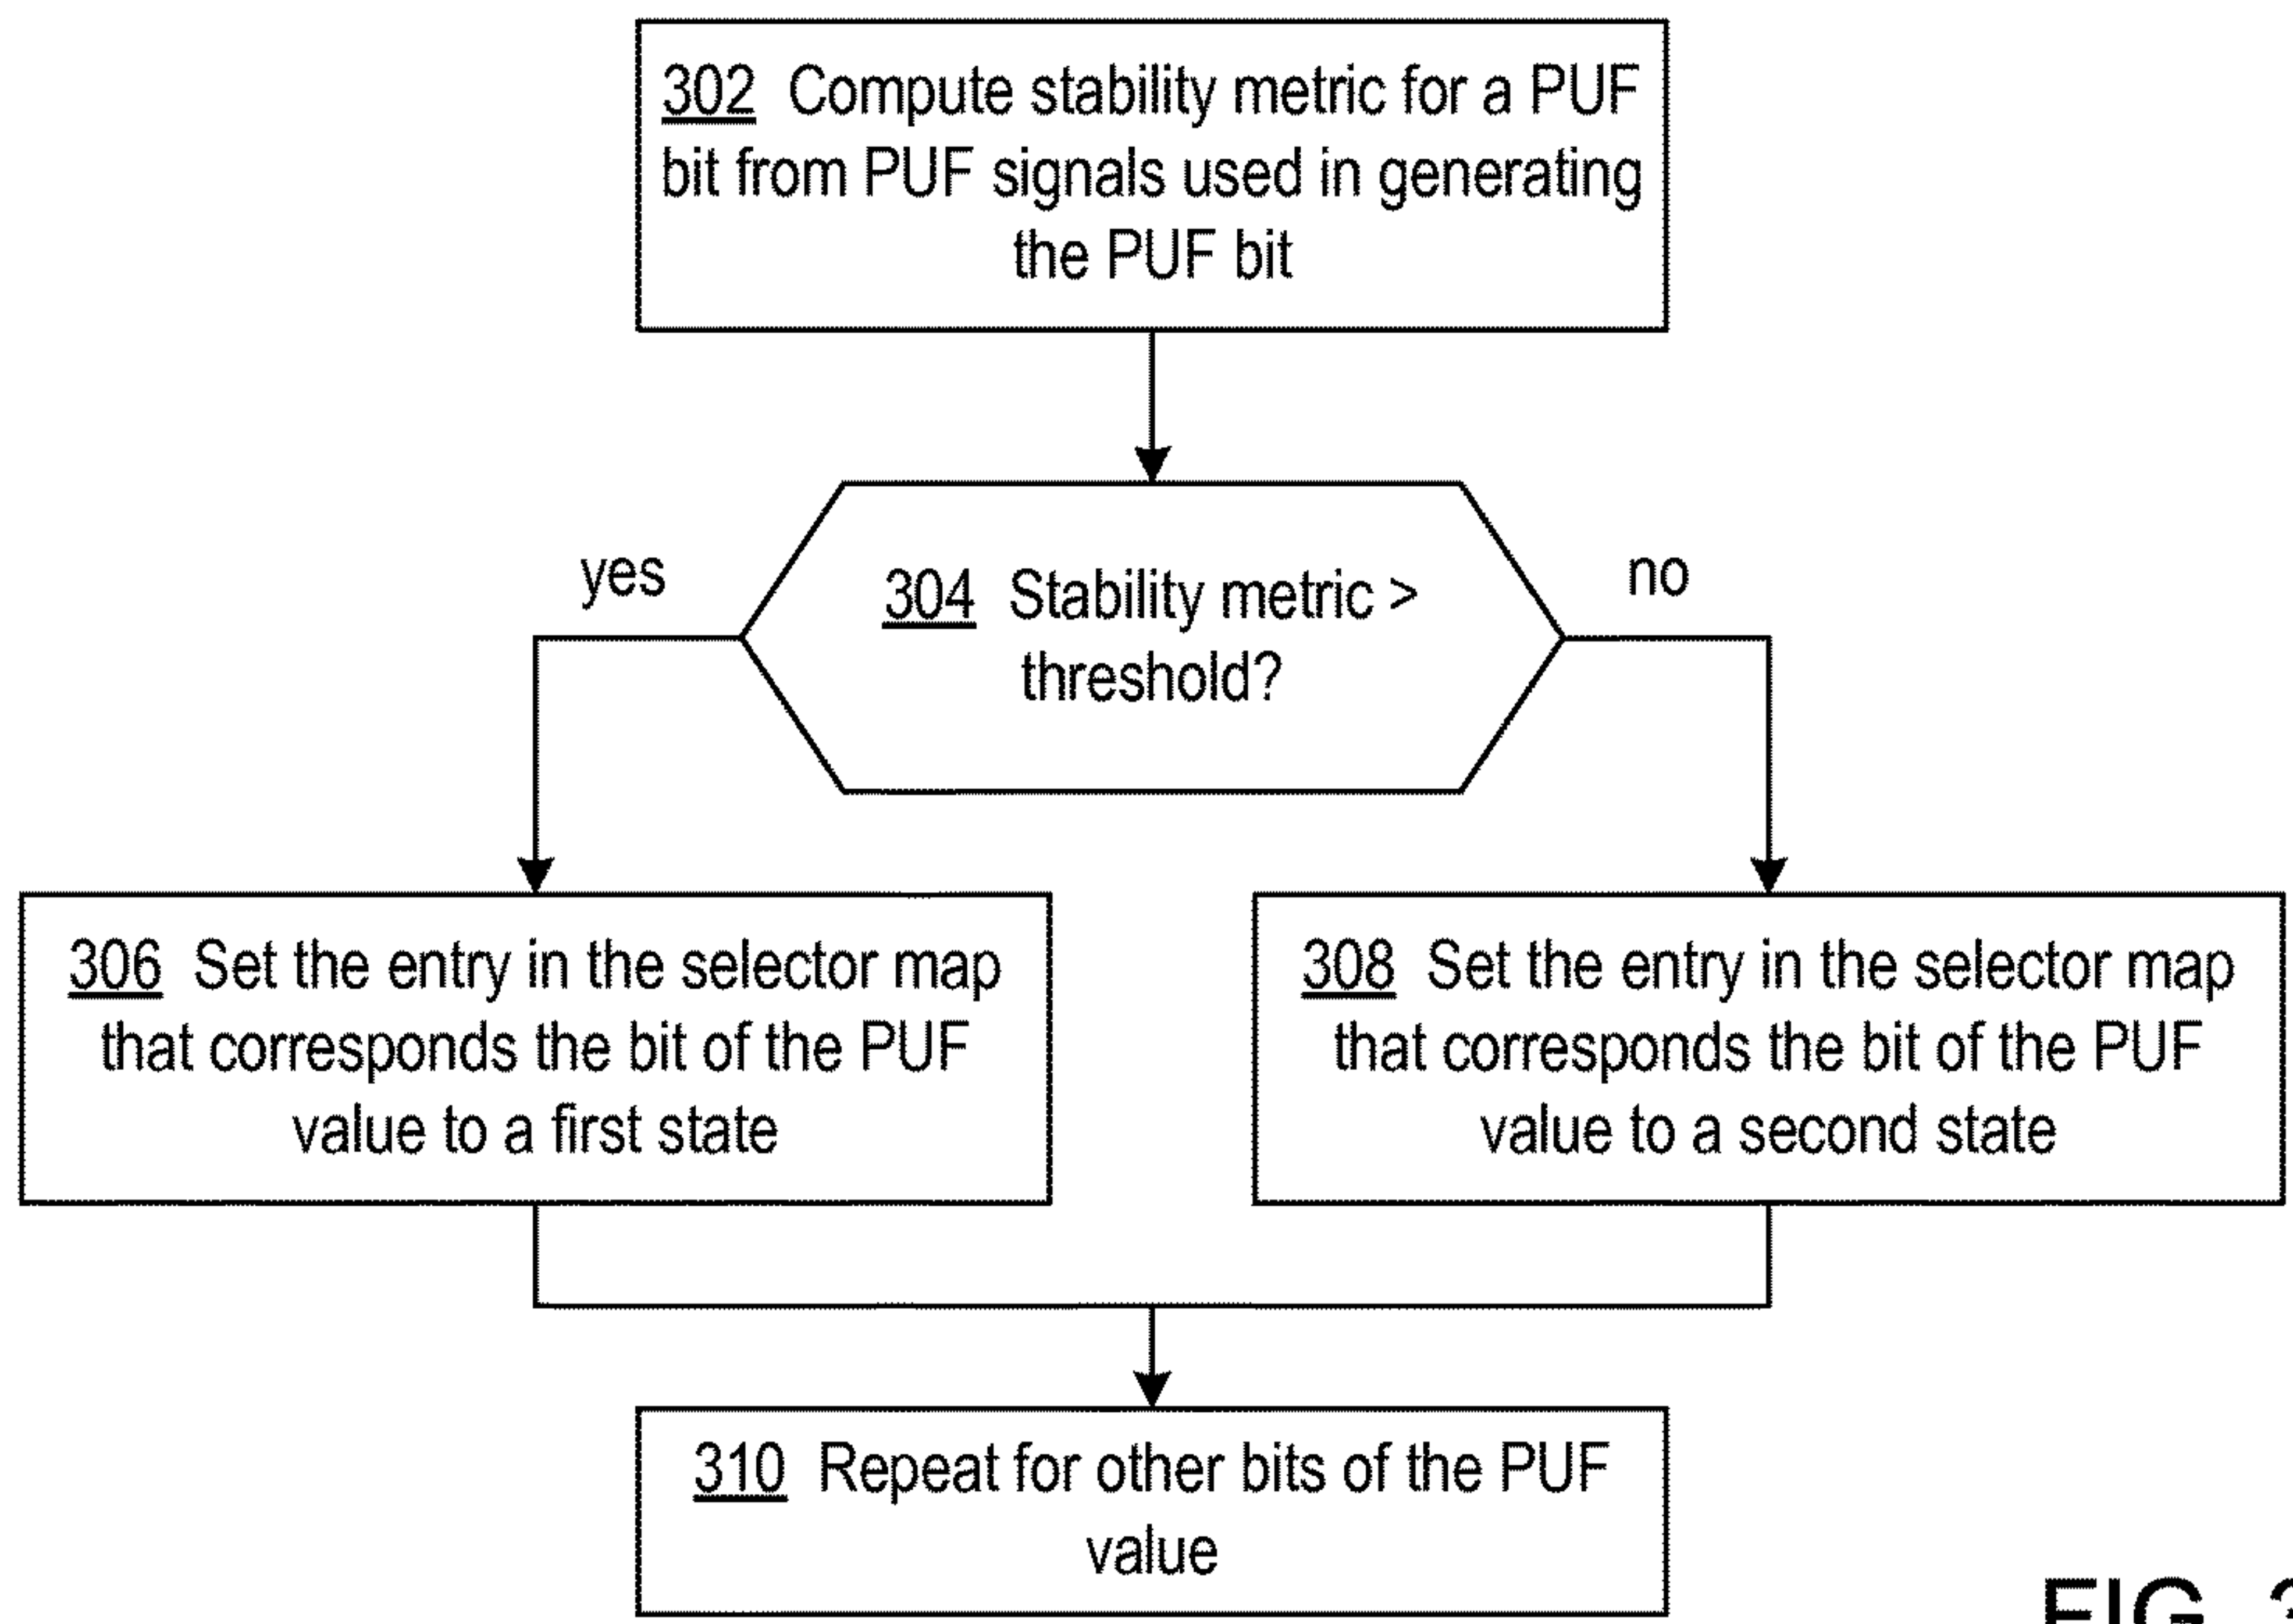 302 Compute stability metric for a PUF
bit from PUF signals used in generating
the PUF bit
yes
no
304 Stability metric >
threshold?
306 Set the entry in the selector map
that corresponds the bit of the PUF
value to a first state
308 Set the entry in the selector map
that corresponds the bit of the PUF
value to a second state
310 Repeat for other bits of the PUF
value
FIG.